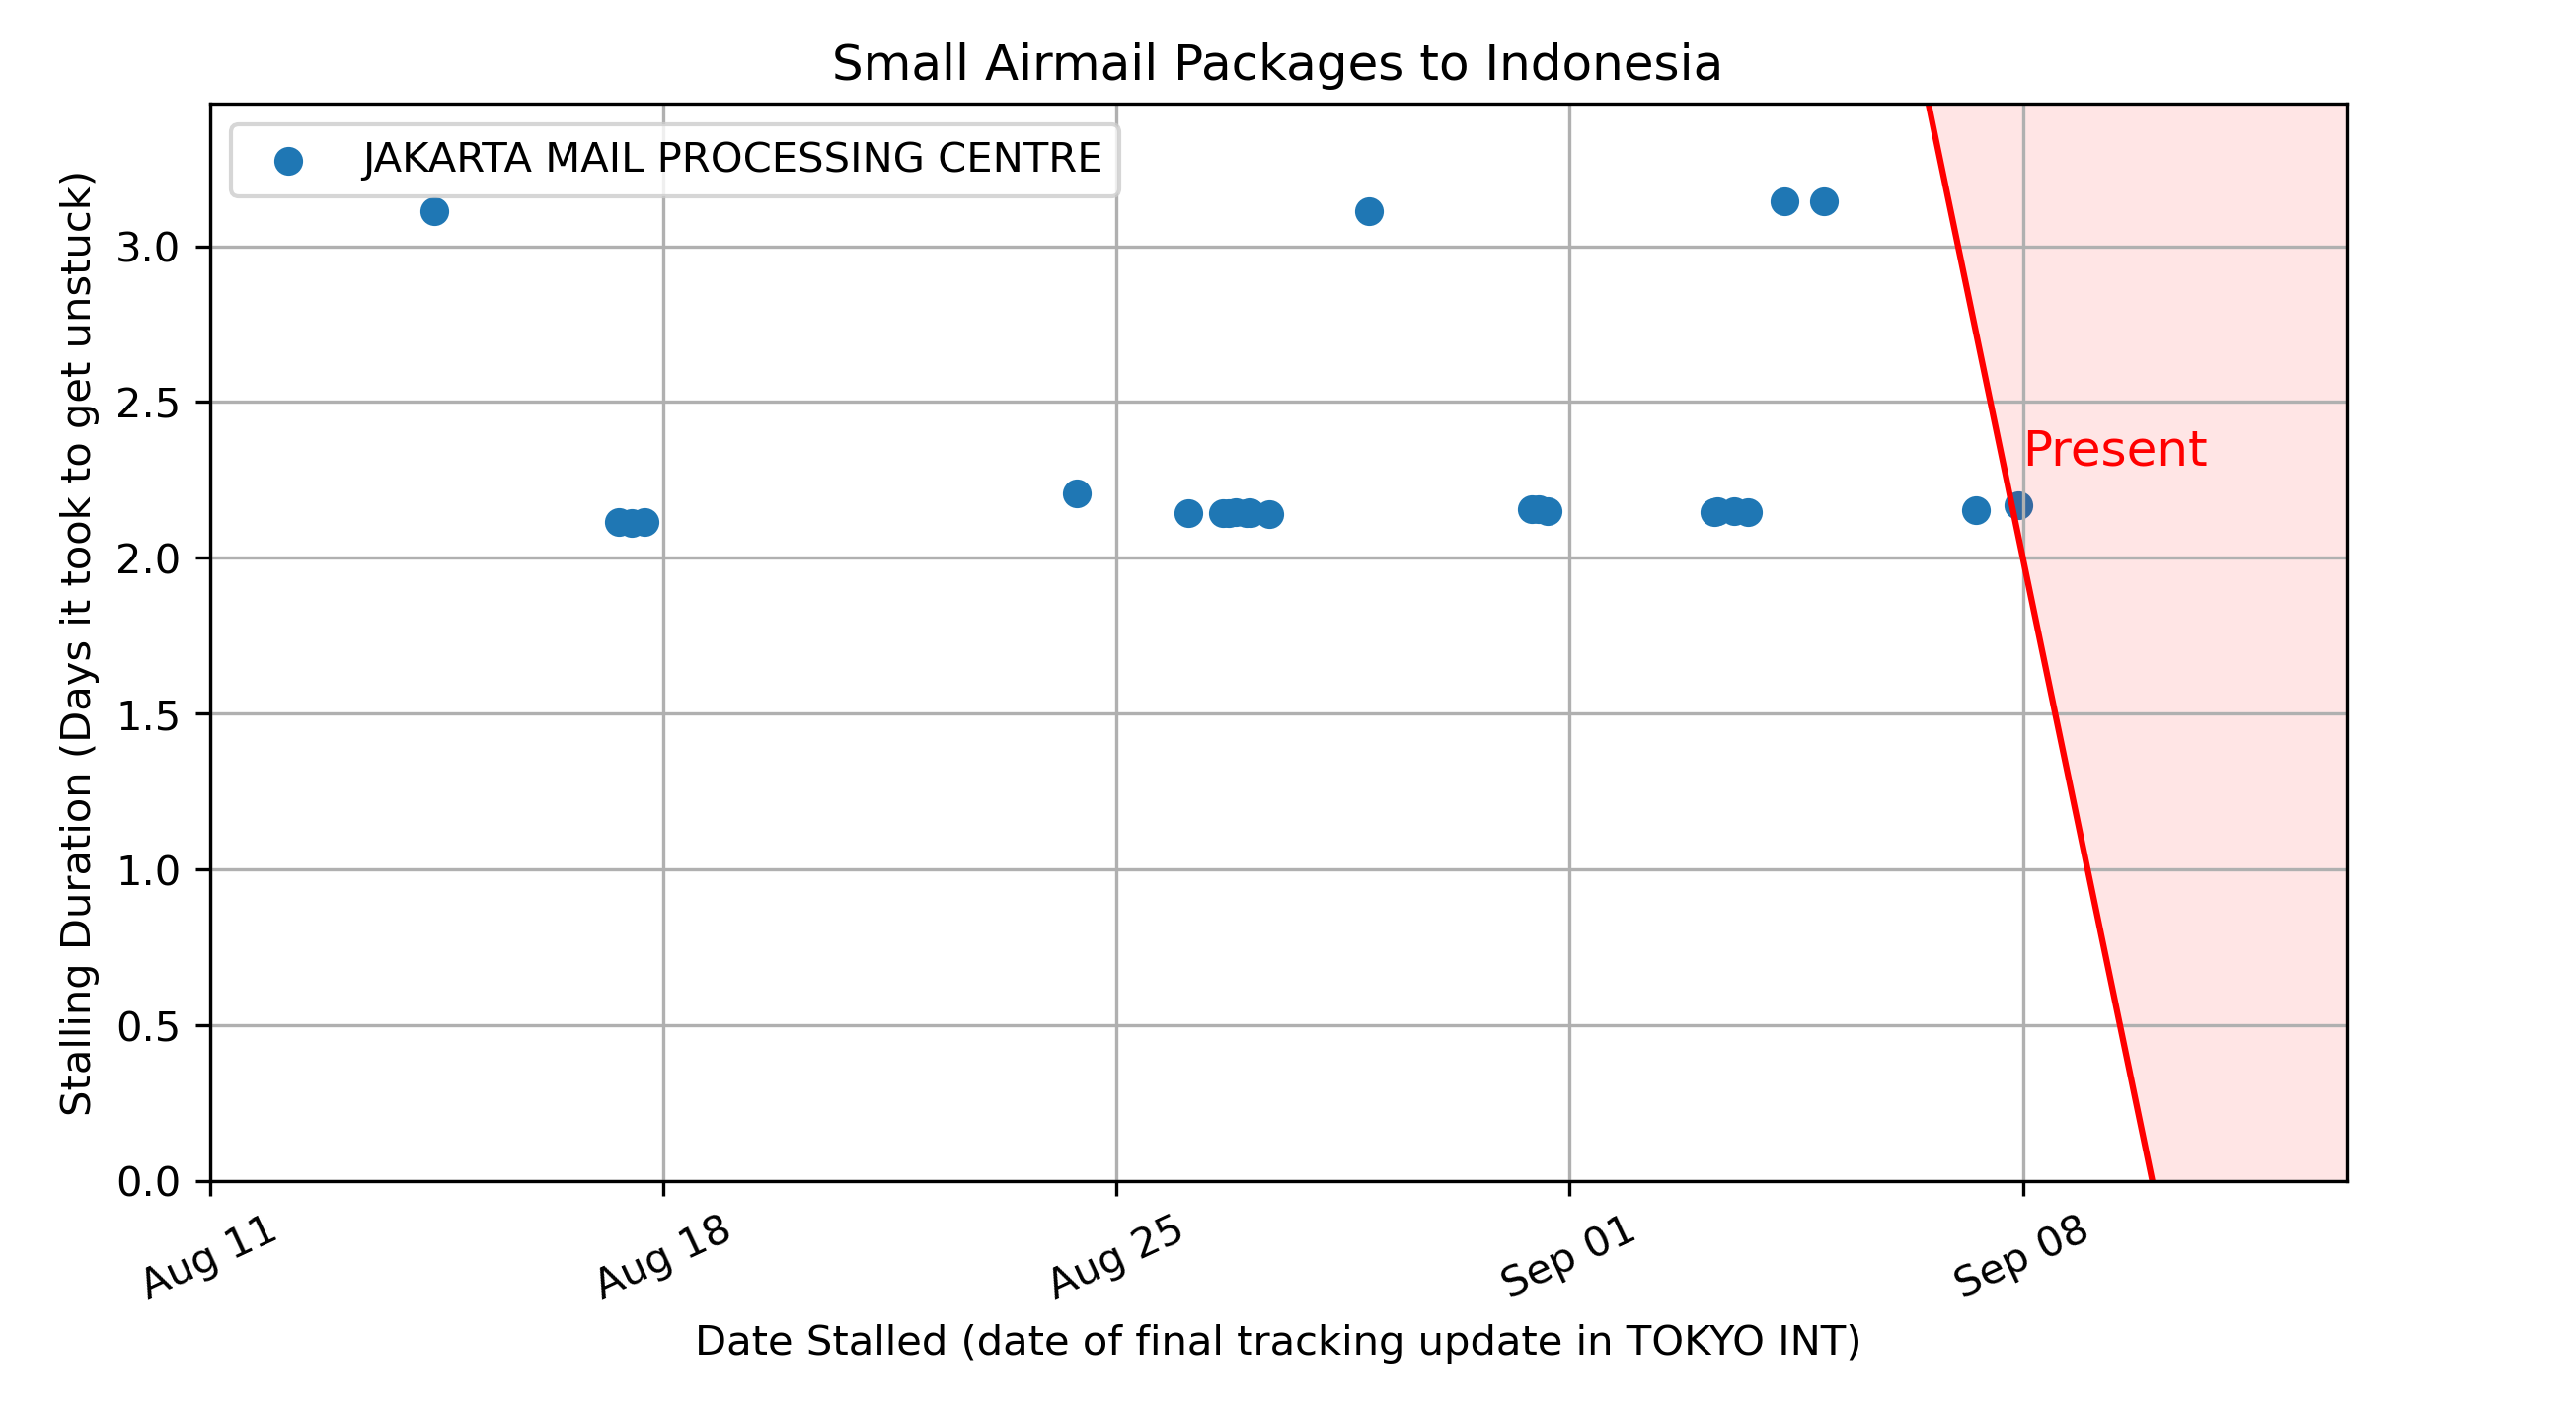 Small Airmail Packages to Indonesia
JAKARTA MAIL PROCESSING CENTRE
Stalling Duration (Days it took to get unstuck)
3.0
2.5
2.0
1.5
1.0
0.5
0.0
Present
Aug 11
Aug 18
Aug 25
Sep 01
Sep 08
Date Stalled (date of final tracking update in TOKYO INT)